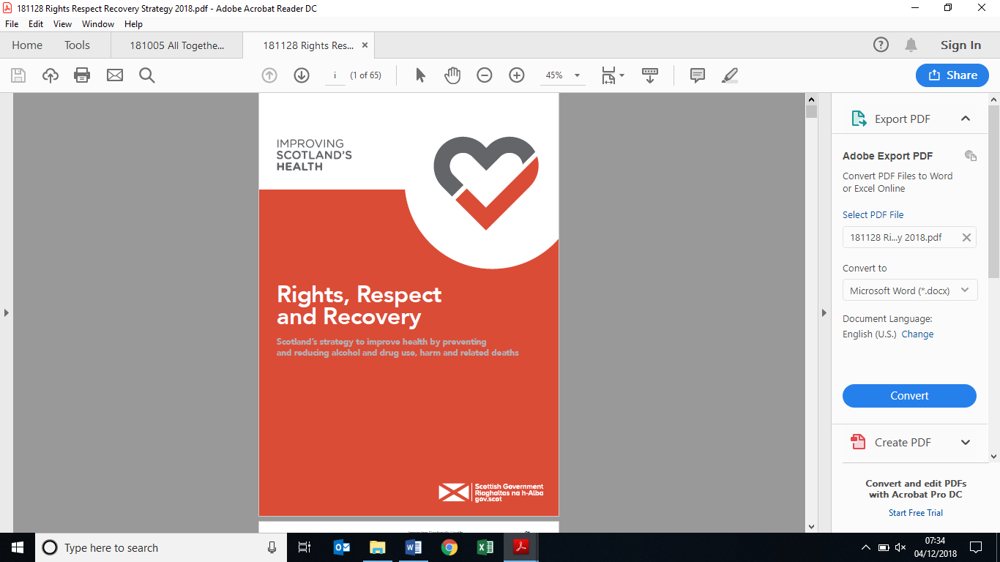 181128 Rights Respect Recovery Strategy 2018.pdf - Adobe Acrobat Reader DC
File Edit View Window Help
Home Tools 181005 All Togethe... 181128 Rights Res... Sign In
i (1 of 65) 45% Share
IMPROVING
SCOTLAND'S
HEALTH
Rights, Respect
and Recovery
Scotland's strategy to improve health by preventing
and reducing alcohol and drug use, harm and related deaths
Scottish Government
Riaghaltas na h-Alba
gov.scot
Export PDF
Adobe Export PDF
Convert PDF Files to Word
or Excel Online
Select PDF File
181128 Ri...y 2018.pdf
Convert to
Microsoft Word (*.docx)
Document Language:
English (U.S.) Change
Convert
Create PDF
Convert and edit PDFs
with Acrobat Pro DC
Start Free Trial
Type here to search
07:34
04/12/2018